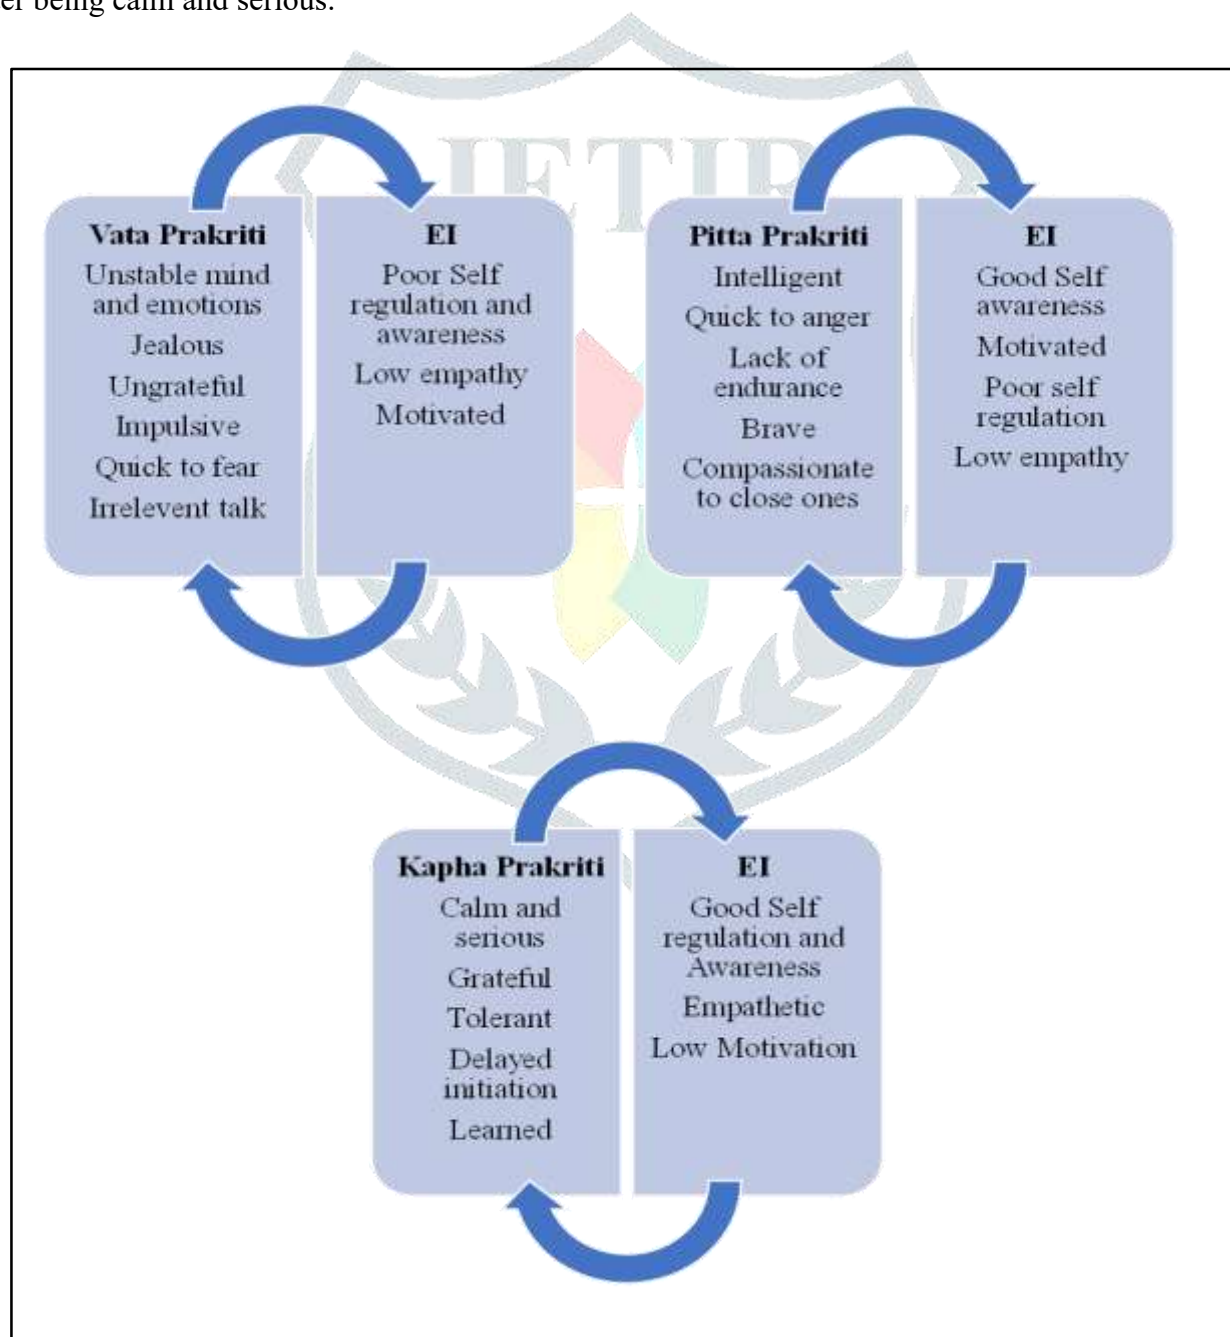 er being calm and serious.
JETIR
Vata Prakriti
Unstable mind
and emotions
Jealous
Ungrateful
Impulsive
Quick to fear
Irrelevent talk
EI
Poor Self
regulation and
awareness
Low empathy
Motivated
Pitta Prakriti
Intelligent
Quick to anger
Lack of
endurance
Brave
Compassionate
to close ones
EI
Good Self
awareness
Motivated
Poor self
regulation
Low empathy
Kapha Prakriti
Calm and
serious
Grateful
Tolerant
Delayed
initiation
Learned
EI
Good Self
regulation and
Awareness
Empathetic
Low Motivation